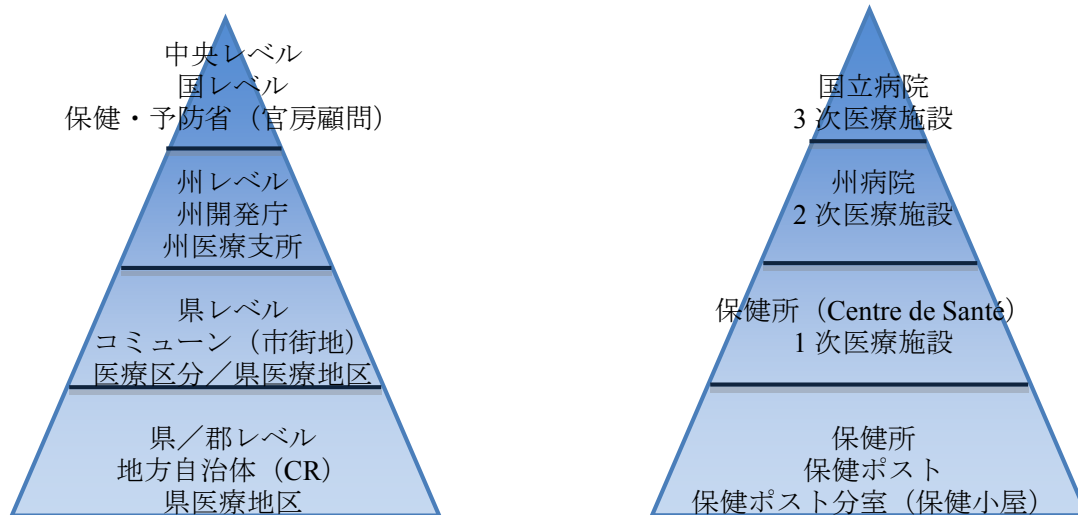 中央レベル
国レベル
保健・予防省（官房顧問）
州レベル
州開発庁
州医療支所
県レベル
コミューン（市街地）
医療区分／県医療地区
県／郡レベル
地方自治体（CR）
県医療地区
国立病院
3 次医療施設
州病院
2 次医療施設
保健所（Centre de Santé）
1 次医療施設
保健所
保健ポスト
保健ポスト分室（保健小屋）